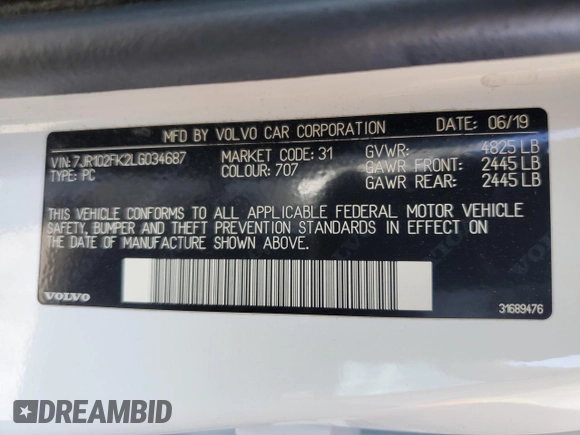 MFD BY VOLVO CAR CORPORATION DATE: 06/19
VIN: 7JR102FK2LG034687 MARKET CODE: 31 GVWR: 4825 LB
TYPE: PC COLOUR: 707 GAWR FRONT: 2445 LB
GAWR REAR: 2445 LB
THIS VEHICLE CONFORMS TO ALL APPLICABLE FEDERAL MOTOR VEHICLE
SAFETY, BUMPER AND THEFT PREVENTION STANDARDS IN EFFECT ON
THE DATE OF MANUFACTURE SHOWN ABOVE.
VOLVO 31689476
DREAMBID